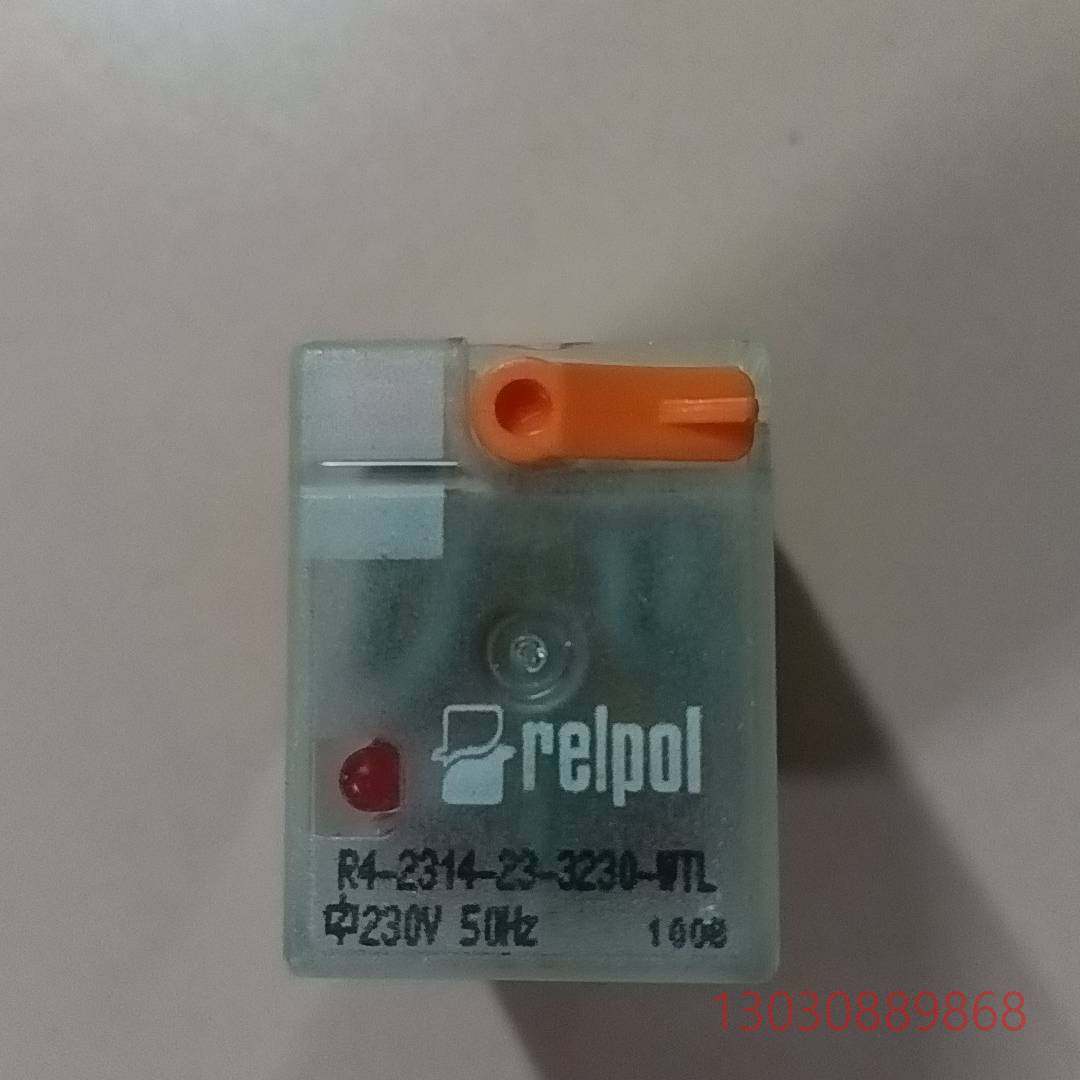 relpol
R4-2314-23-3230-WTL
230V 50Hz
1008
13030889868